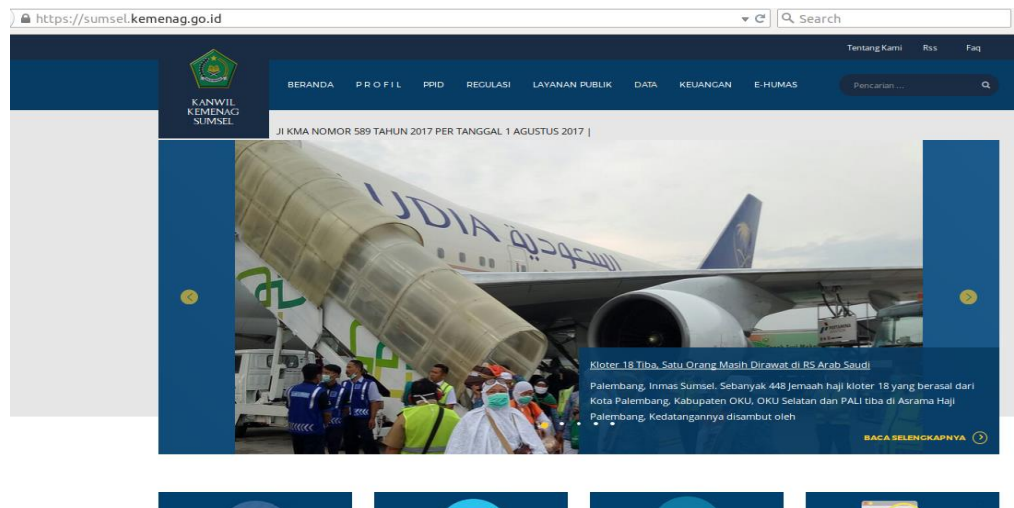 https://sumsel.kemenag.go.id
Search
Tentang Kami Rss Faq
KANWIL
KEMENAG
SUMSEL
BERANDA P R O F I L PPID REGULASI LAYANAN PUBLIK DATA KEUANGAN E-HUMAS
Pencarian ...
JI KMA NOMOR 589 TAHUN 2017 PER TANGGAL 1 AGUSTUS 2017 |
UDIA السعودية
PERTAMINA
Kloter 18 Tiba, Satu Orang Masih Dirawat di RS Arab Saudi
Palembang, Inmas Sumsel. Sebanyak 448 Jemaah haji kloter 18 yang berasal dari
Kota Palembang, Kabupaten OKU, OKU Selatan dan PALI tiba di Asrama Haji
Palembang. Kedatangannya disambut oleh
BACA SELENGKAPNYA